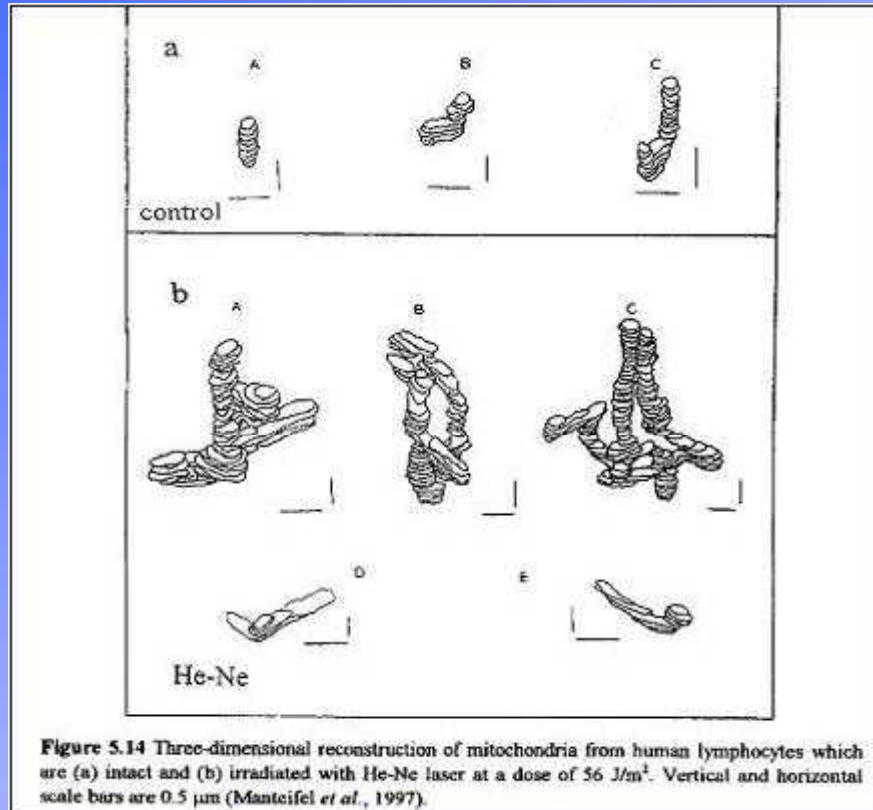 a
A B C
control
b
A B C
D E
He-Ne
Figure 5.14 Three-dimensional reconstruction of mitochondria from human lymphocytes which
are (a) intact and (b) irradiated with He-Ne laser at a dose of 56 J/m². Vertical and horizontal
scale bars are 0.5 µm (Manteifel et al., 1997).